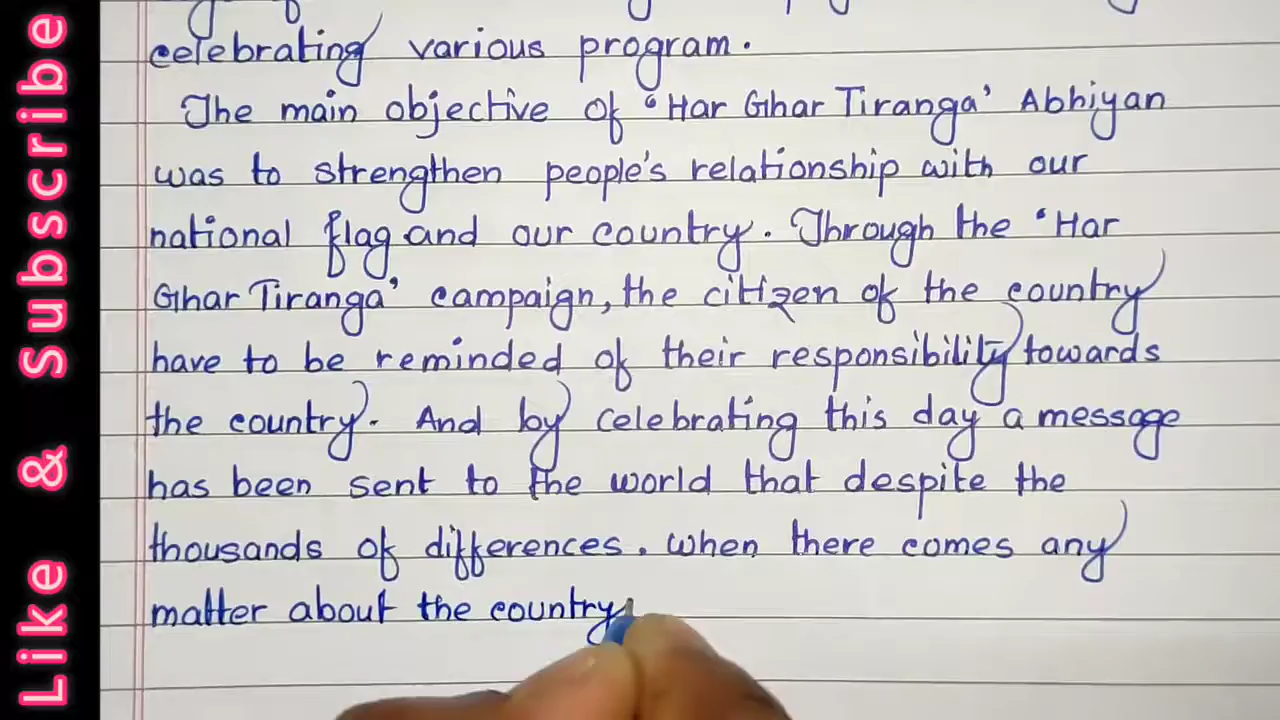 celebrating various program.
The main objective of 'Har Ghar Tiranga' Abhiyan
was to strengthen people's relationship with our
national flag and our country. Through the 'Har
Ghar Tiranga' campaign, the citizen of the country
have to be reminded of their responsibility towards
the country. And by celebrating this day a message
has been sent to the world that despite the
thousands of differences. when there comes any
matter about the country
Like & Subscribe